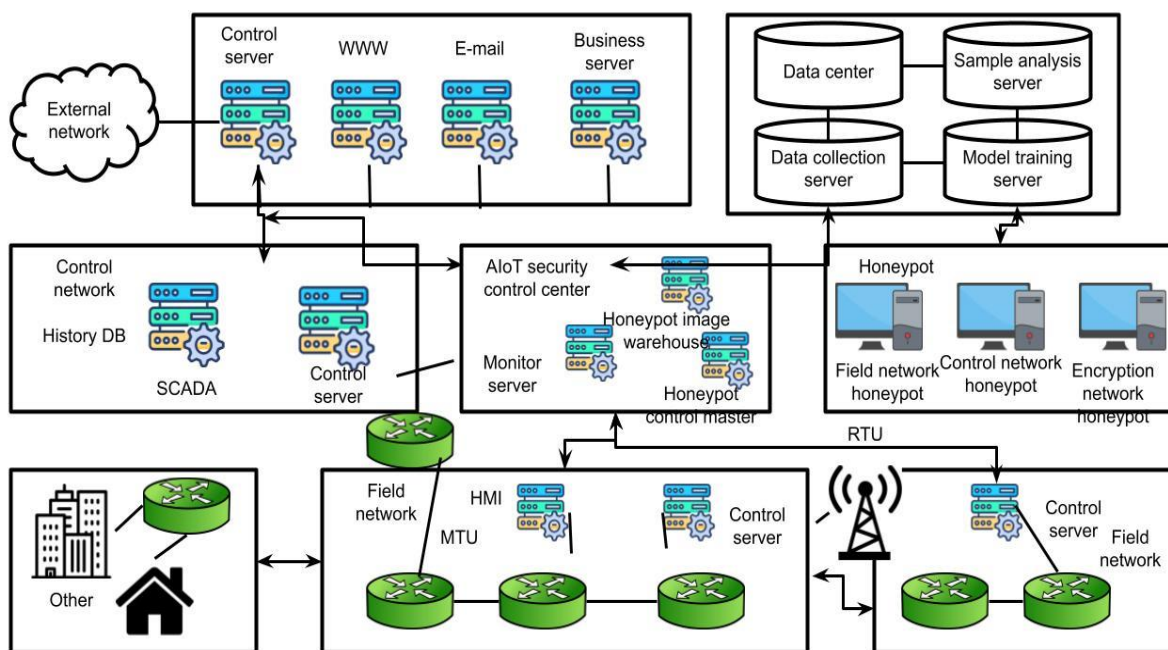 Control
server
WWW
E-mail
Business
server
External
network
Data center
Sample analysis
server
Data collection
server
Model training
server
Control
network
History DB
SCADA
Control
server
AIoT security
control center
Honeypot image
warehouse
Monitor
server
Honeypot
control master
Honeypot
Field network
honeypot
Control network
honeypot
Encryption
network
honeypot
RTU
Other
Field
network
HMI
MTU
Control
server
Control
server
Field
network